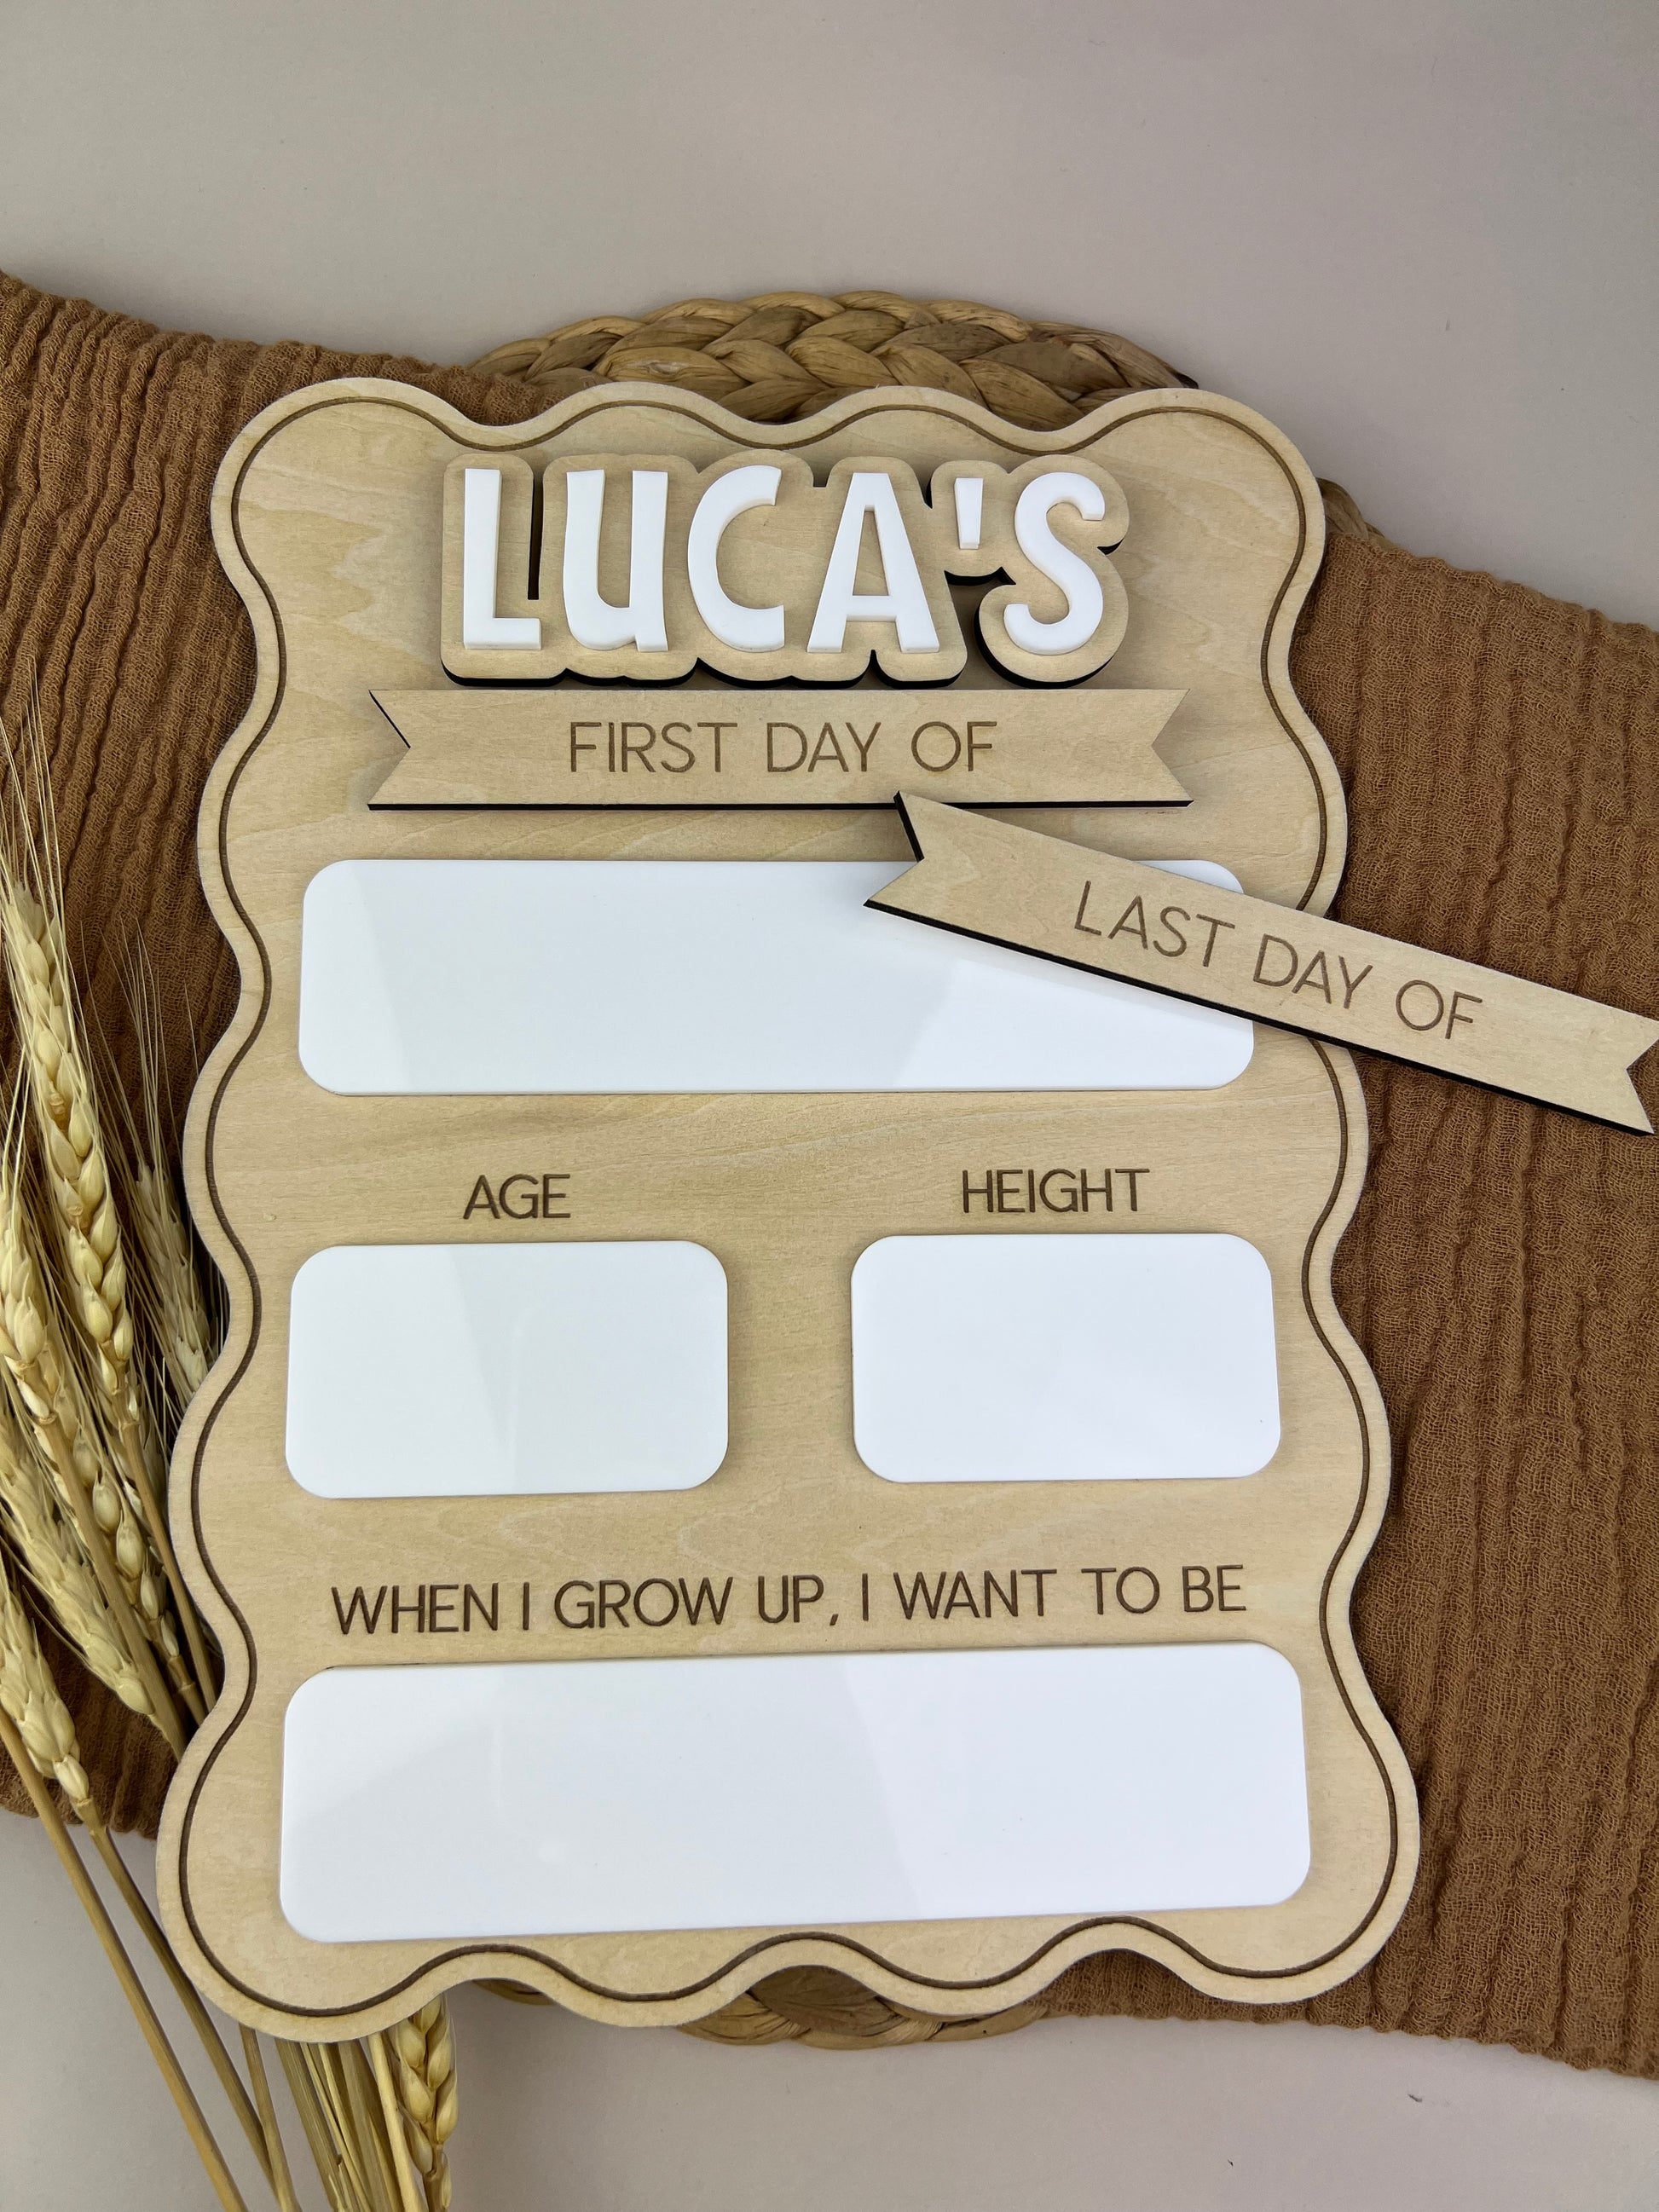 LUCA'S
FIRST DAY OF
LAST DAY OF
AGE
HEIGHT
WHEN I GROW UP, I WANT TO BE